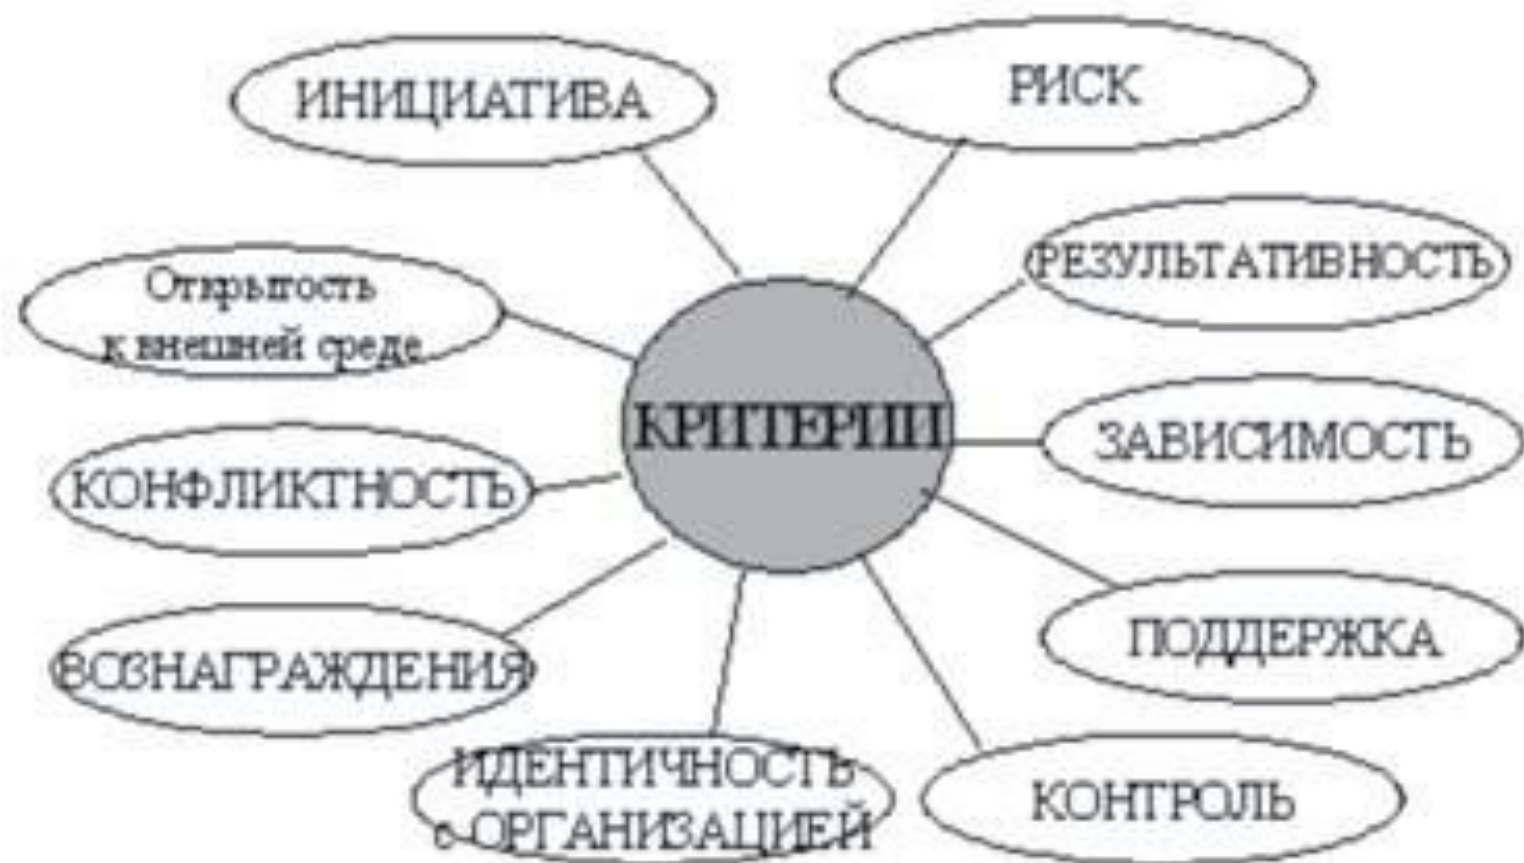 ИНИЦИАТИВА
РИСК
РЕЗУЛЬТАТИВНОСТЬ
Открытость
к внешней среде
КРИТЕРИИ
ЗАВИСИМОСТЬ
КОНФЛИКТНОСТЬ
ПОДДЕРЖКА
ВОЗНАГРАЖДЕНИЯ
ИДЕНТИЧНОСТЬ
с ОРГАНИЗАЦИЕЙ
КОНТРОЛЬ